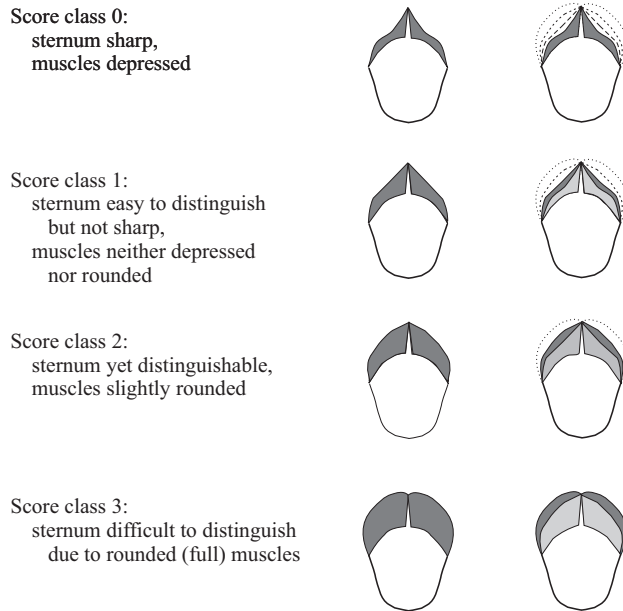 Score class 0:
sternum sharp,
muscles depressed
Score class 1:
sternum easy to distinguish
but not sharp,
muscles neither depressed
nor rounded
Score class 2:
sternum yet distinguishable,
muscles slightly rounded
Score class 3:
sternum difficult to distinguish
due to rounded (full) muscles